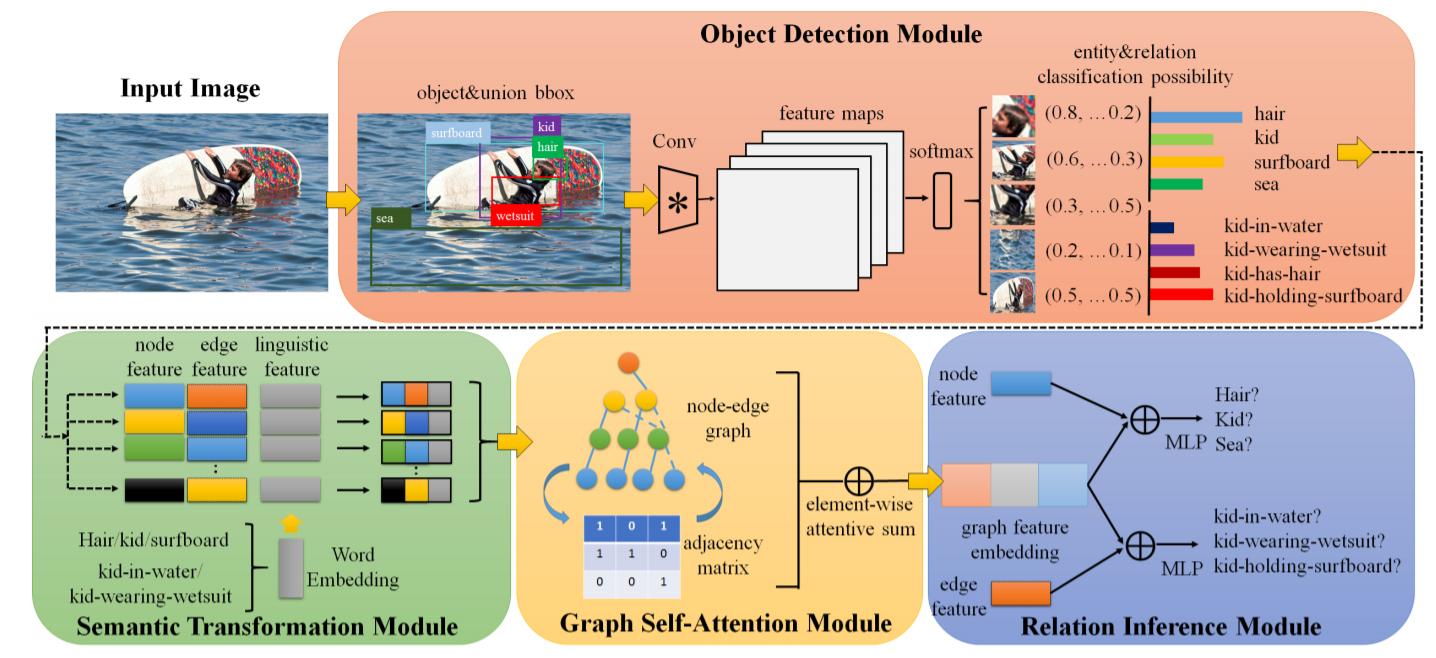 Object Detection Module
Input Image
object&union bbox
surfboard
kid
hair
wetsuit
sea
Conv
*
feature maps
softmax
entity&relation
classification possibility
(0.8, …0.2)
(0.6, …0.3)
(0.3, …0.5)
(0.2, …0.1)
(0.5, …0.5)
hair
kid
surfboard
sea
kid-in-water
kid-wearing-wetsuit
kid-has-hair
kid-holding-surfboard
node
feature
edge
feature
linguistic
feature
Hair/kid/surfboard
kid-in-water/
kid-wearing-wetsuit
Word
Embedding
Semantic Transformation Module
node-edge
graph
1 0 1
1 1 0
0 0 1
adjacency
matrix
element-wise
attentive sum
Graph Self-Attention Module
node
feature
graph feature
embedding
edge
feature
MLP
Hair?
Kid?
Sea?
MLP
kid-in-water?
kid-wearing-wetsuit?
kid-holding-surfboard?
Relation Inference Module